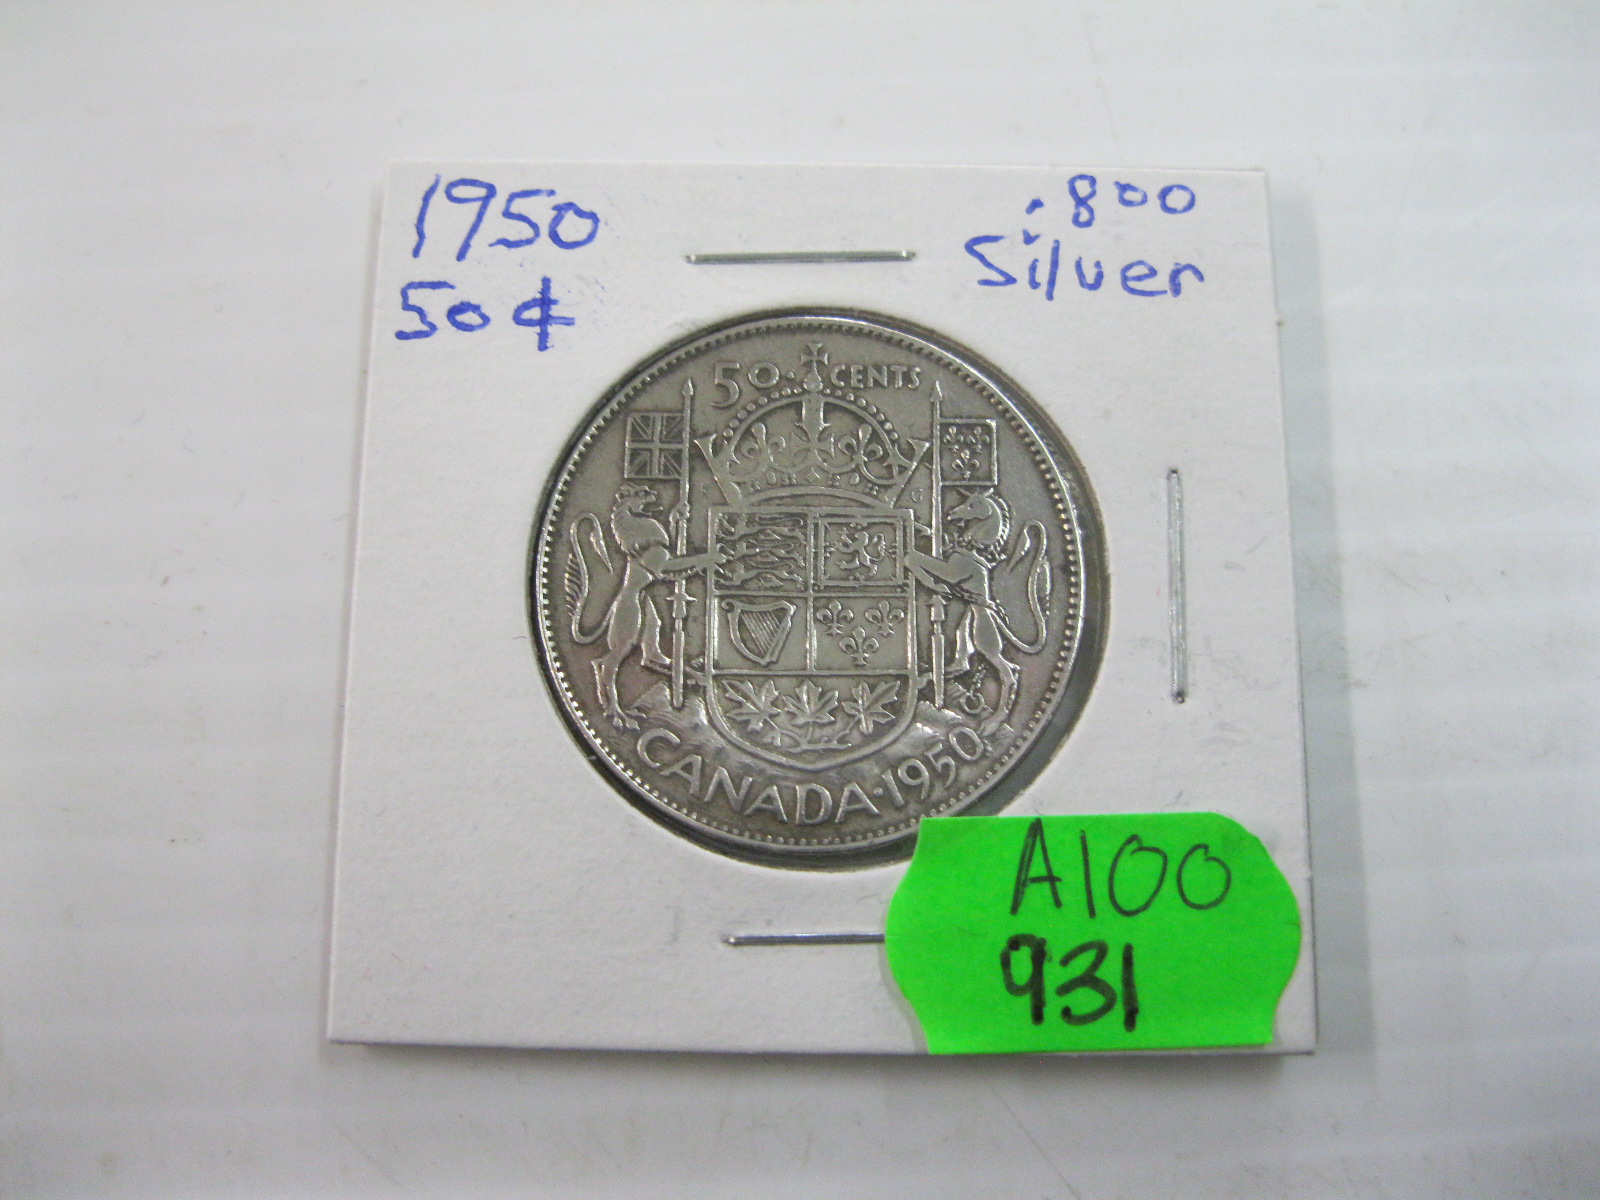 1950
50¢
.800
Silver
50 · CENTS
CANADA · 1950
A100
931